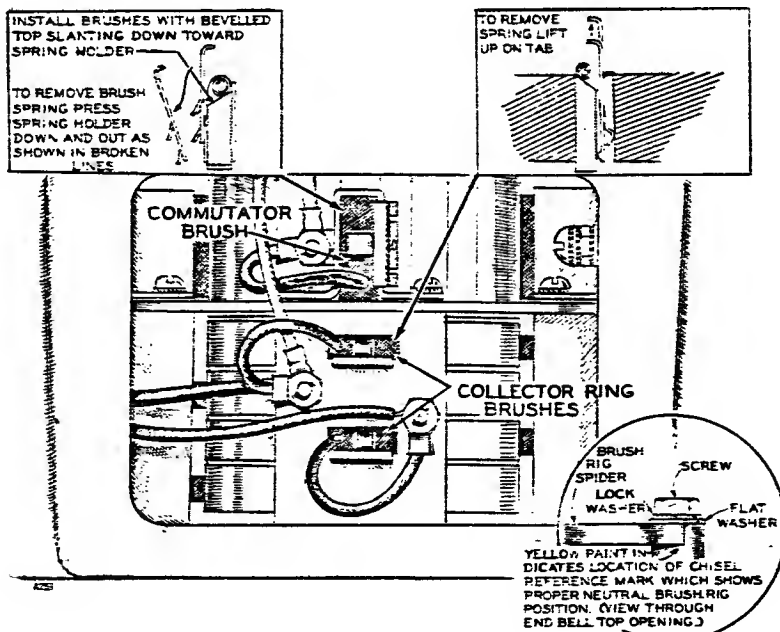 INSTALL BRUSHES WITH BEVELLED
TOP SLANTING DOWN TOWARD
SPRING HOLDER
TO REMOVE BRUSH
SPRING PRESS
SPRING HOLDER
DOWN AND OUT AS
SHOWN IN BROKEN
LINES
TO REMOVE
SPRING LIFT
UP ON TAB
COMMUTATOR
BRUSH
COLLECTOR RING
BRUSHES
BRUSH
RIG
SPIDER
LOCK
WASHER
SCREW
FLAT
WASHER
YELLOW PAINT IN
DICATES LOCATION OF CHISEL
REFERENCE MARK WHICH SHOWS
PROPER NEUTRAL BRUSH RIG
POSITION. (VIEW THROUGH
END BELL TOP OPENING.)